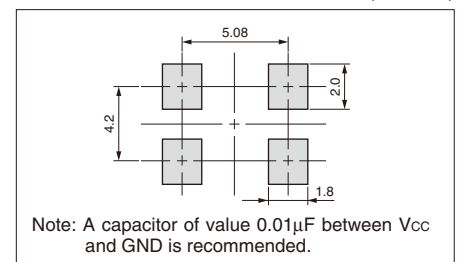 5.08
4.2
2.0
1.8
Note: A capacitor of value 0.01μF between Vcc
and GND is recommended.